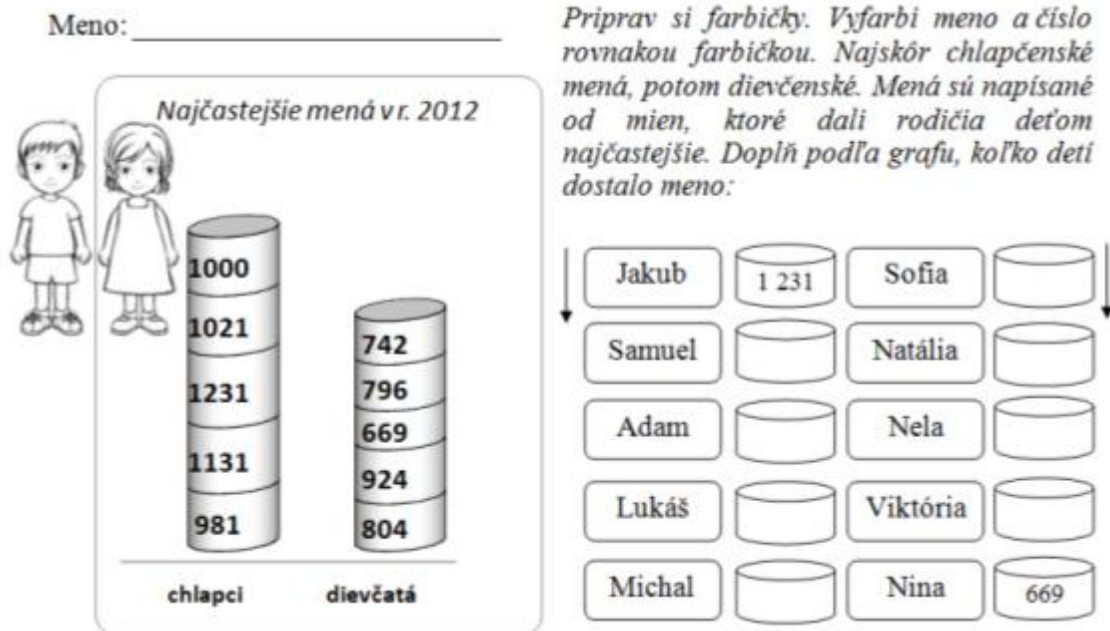 Meno:
Najčastejšie mená v r. 2012
1000
1021
1231
1131
981
742
796
669
924
804
chlapci dievčatá
Priprav si farbičky. Vyfarbi meno a číslo
rovnakou farbičkou. Najskôr chlapčenské
mená, potom dievčenské. Mená sú napísané
od mien, ktoré dali rodičia deťom
najčastejšie. Doplň podľa grafu, koľko detí
dostalo meno:
Jakub 1 231 Sofia
Samuel Natália
Adam Nela
Lukáš Viktória
Michal Nina 669